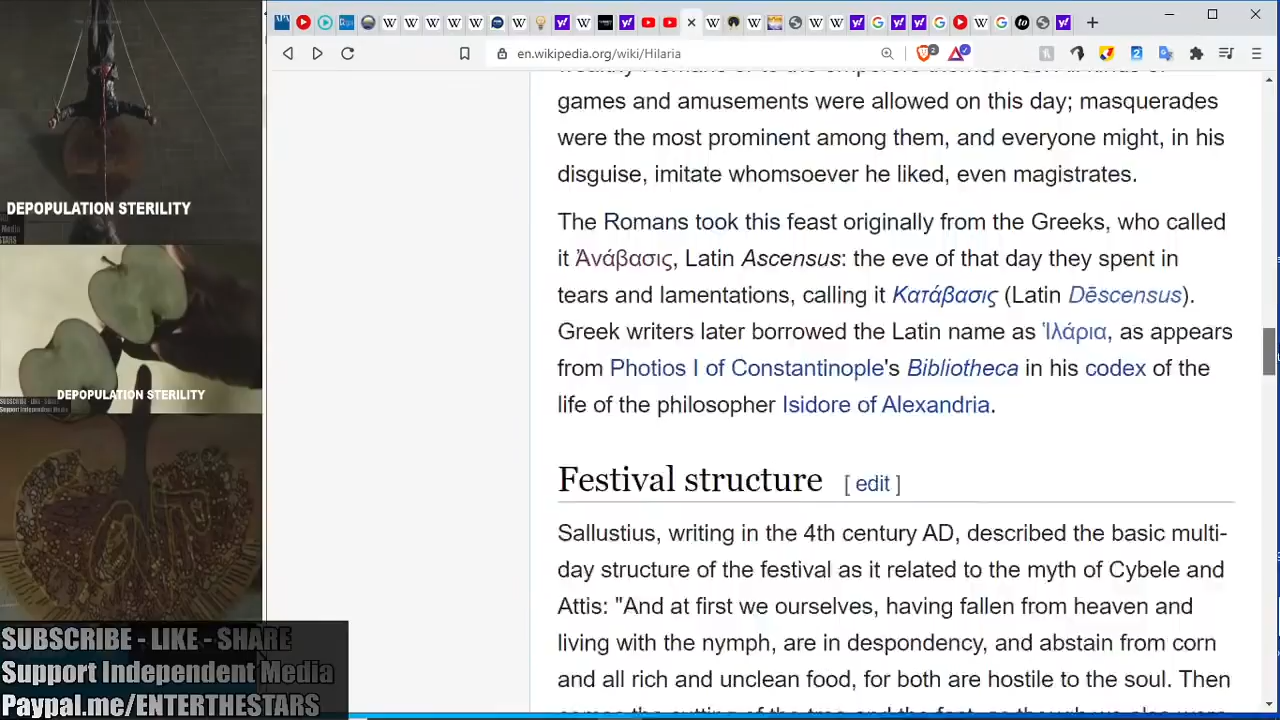 en.wikipedia.org/wiki/Hilaria
games and amusements were allowed on this day; masquerades
were the most prominent among them, and everyone might, in his
disguise, imitate whomsoever he liked, even magistrates.
The Romans took this feast originally from the Greeks, who called
it Ἀνάβασις, Latin Ascensus: the eve of that day they spent in
tears and lamentations, calling it Κατάβασις (Latin Dēscensus).
Greek writers later borrowed the Latin name as Ἱλάρια, as appears
from Photios I of Constantinople's Bibliotheca in his codex of the
life of the philosopher Isidore of Alexandria.
Festival structure [ edit ]
Sallustius, writing in the 4th century AD, described the basic multi-
day structure of the festival as it related to the myth of Cybele and
Attis: "And at first we ourselves, having fallen from heaven and
living with the nymph, are in despondency, and abstain from corn
and all rich and unclean food, for both are hostile to the soul. Then
DEPOPULATION STERILITY
Media
STARS
DEPOPULATION STERILITY
SUBSCRIBE - LIKE - SHARE
Support Independent Media
SUBSCRIBE - LIKE - SHARE
Support Independent Media
Paypal.me/ENTERTHESTARS